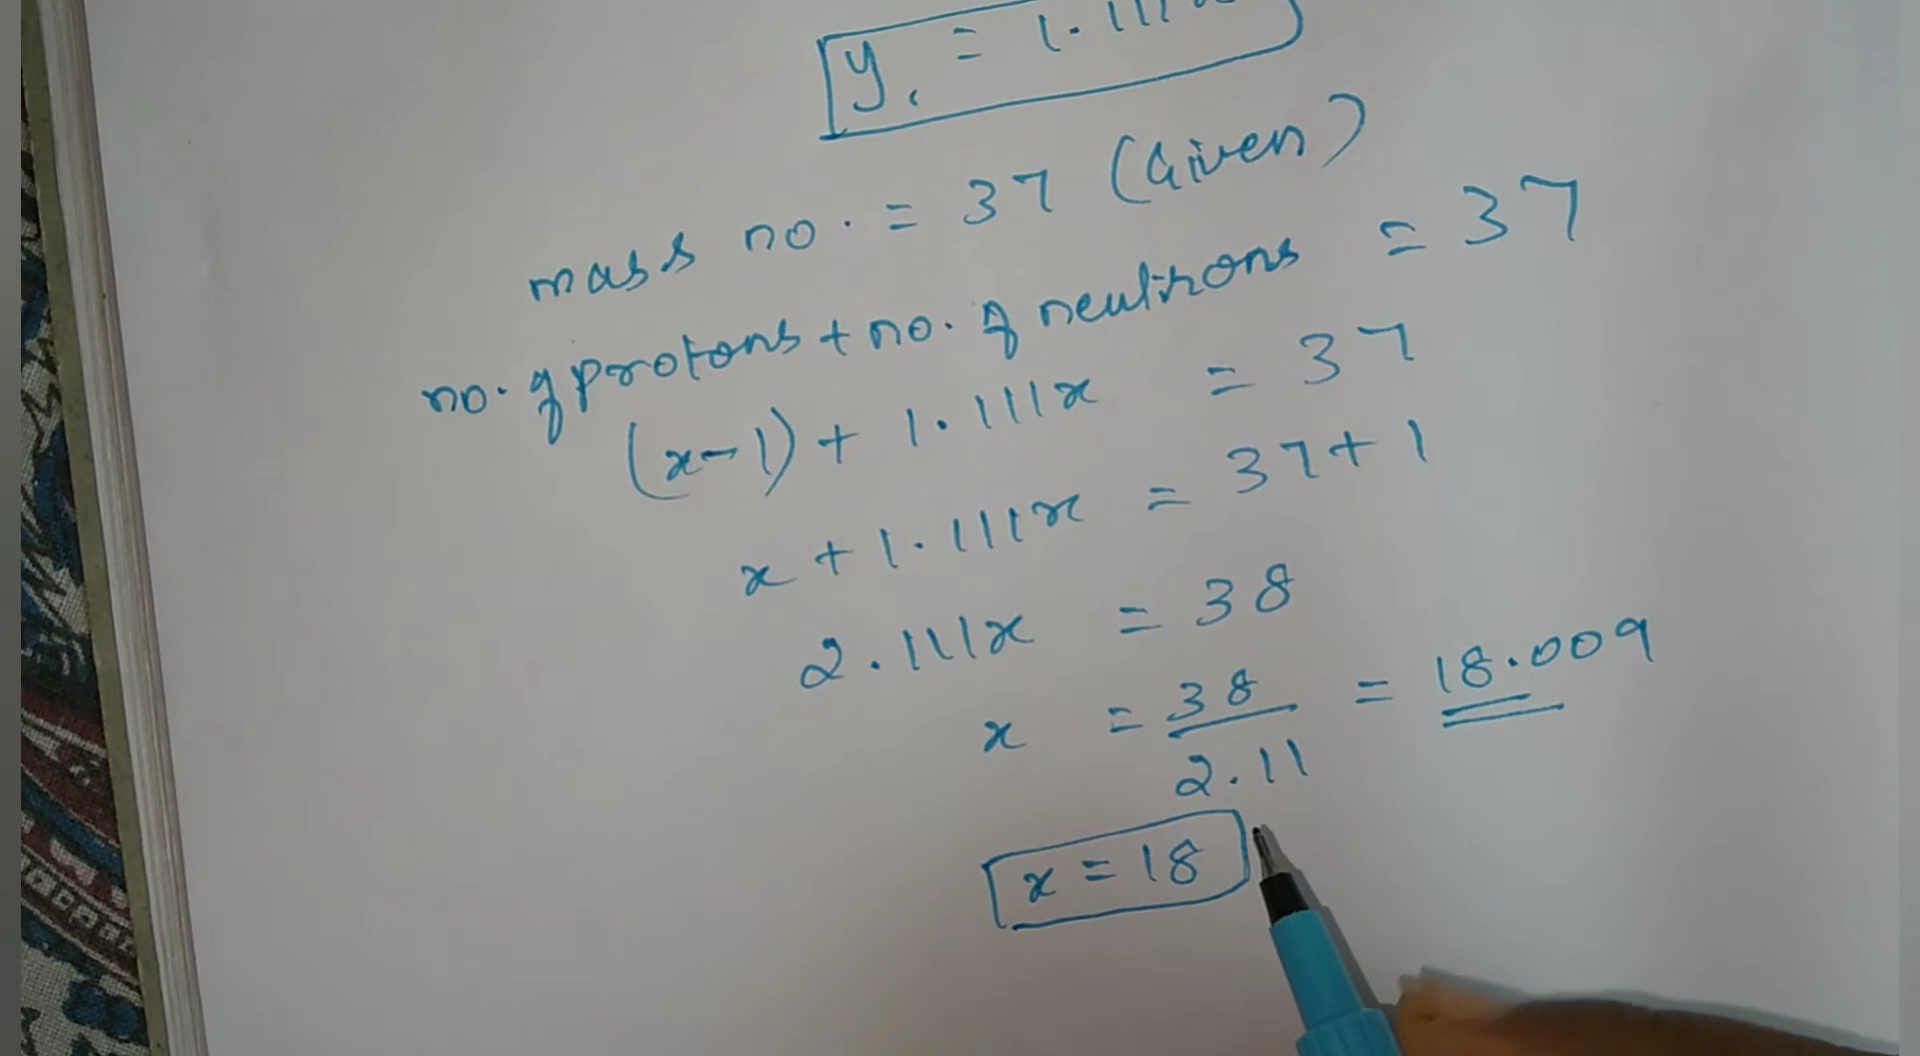 y, = 1.111
mass no. = 37 (Given)
no. of protons + no. of neutrons = 37
(x-1) + 1.111x = 37
x + 1.111x = 37+1
2.111x = 38
x = 38/2.11 = 18.009
x = 18